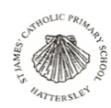 ST JAMES' CATHOLIC PRIMARY SCHOOL
HATTERSLEY